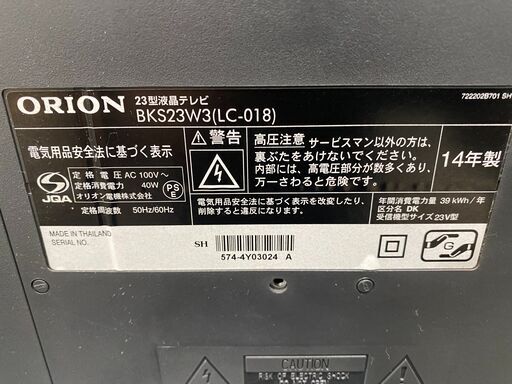 ORION
23型液晶テレビ
BKS23W3(LC-018)
722202B701 SH
電気用品安全法に基づく表示
JQA
定格電圧 AC 100V～
定格消費電力 40W
オリオン電機株式会社
定格周波数 50Hz/60Hz
PSE
⚠警告
高圧注意 サービスマン以外の方は、
裏ぶたをあけないでください。
内部には、高電圧部分が数多くあり、
万一さわると危険です。
電気用品安全法に基づく表示を改変したり、
削除すると違反になります。
14年製
年間消費電力量 39 kWh/年
区分名 DK
受信機型サイズ 23V型
MADE IN THAILAND
SERIAL NO.
SH
574-4Y03024 A
G
CAUTION
RISK OF ELECTRIC SHOCK